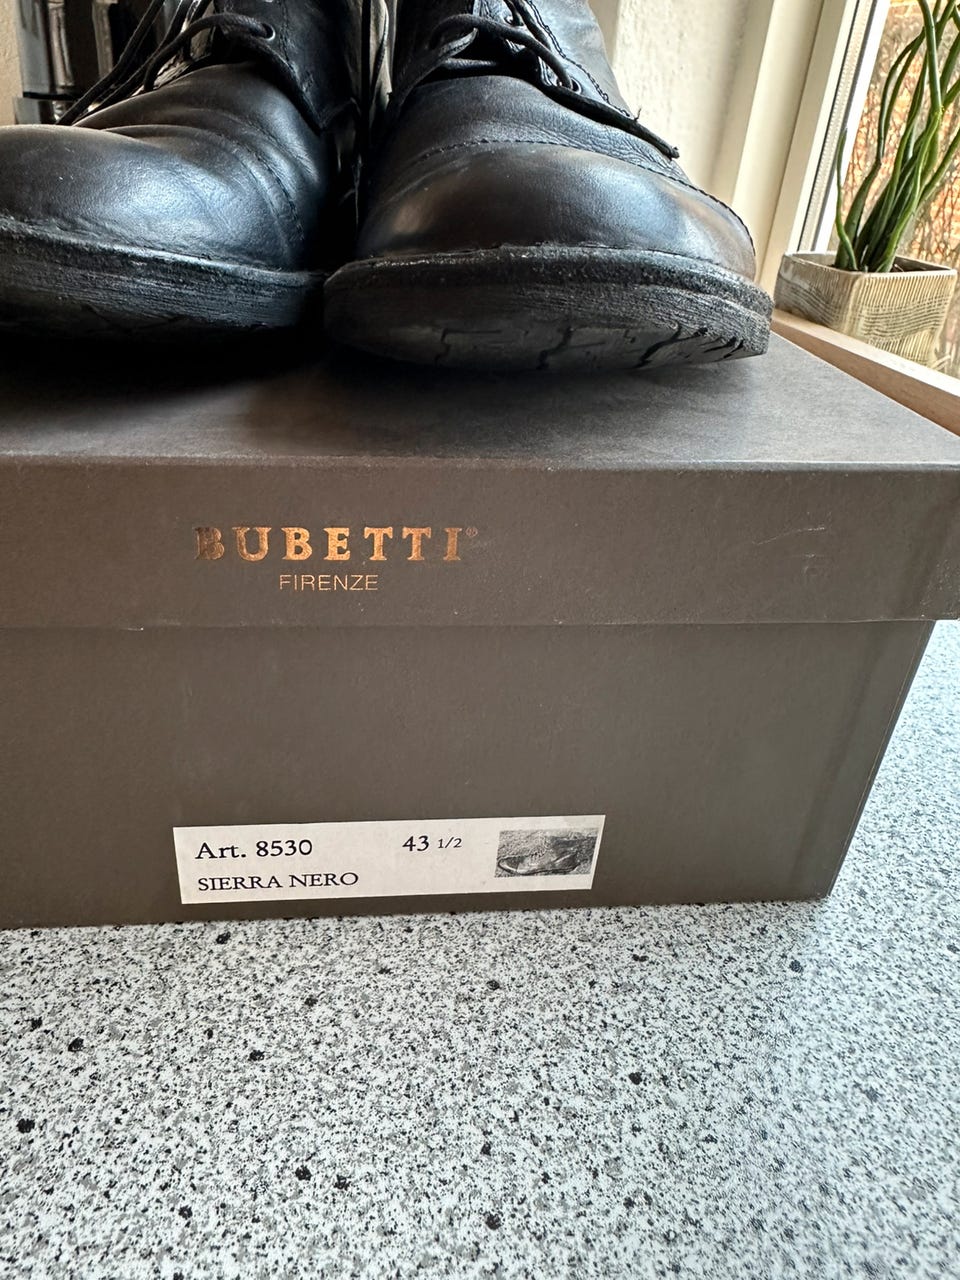 BUBETTI®
FIRENZE
Art. 8530 43 1/2
SIERRA NERO